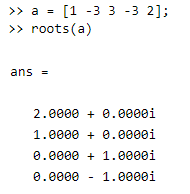 >> a = [1 -3 3 -3 2];
>> roots(a)
ans =
2.0000 + 0.0000i
1.0000 + 0.0000i
0.0000 + 1.0000i
0.0000 - 1.0000i